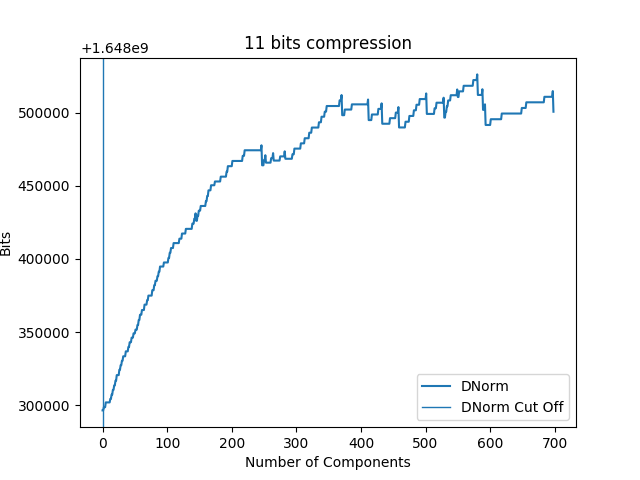 11 bits compression
+1.648e9
500000
450000
400000
350000
300000
Bits
0 100 200 300 400 500 600 700
Number of Components
DNorm
DNorm Cut Off